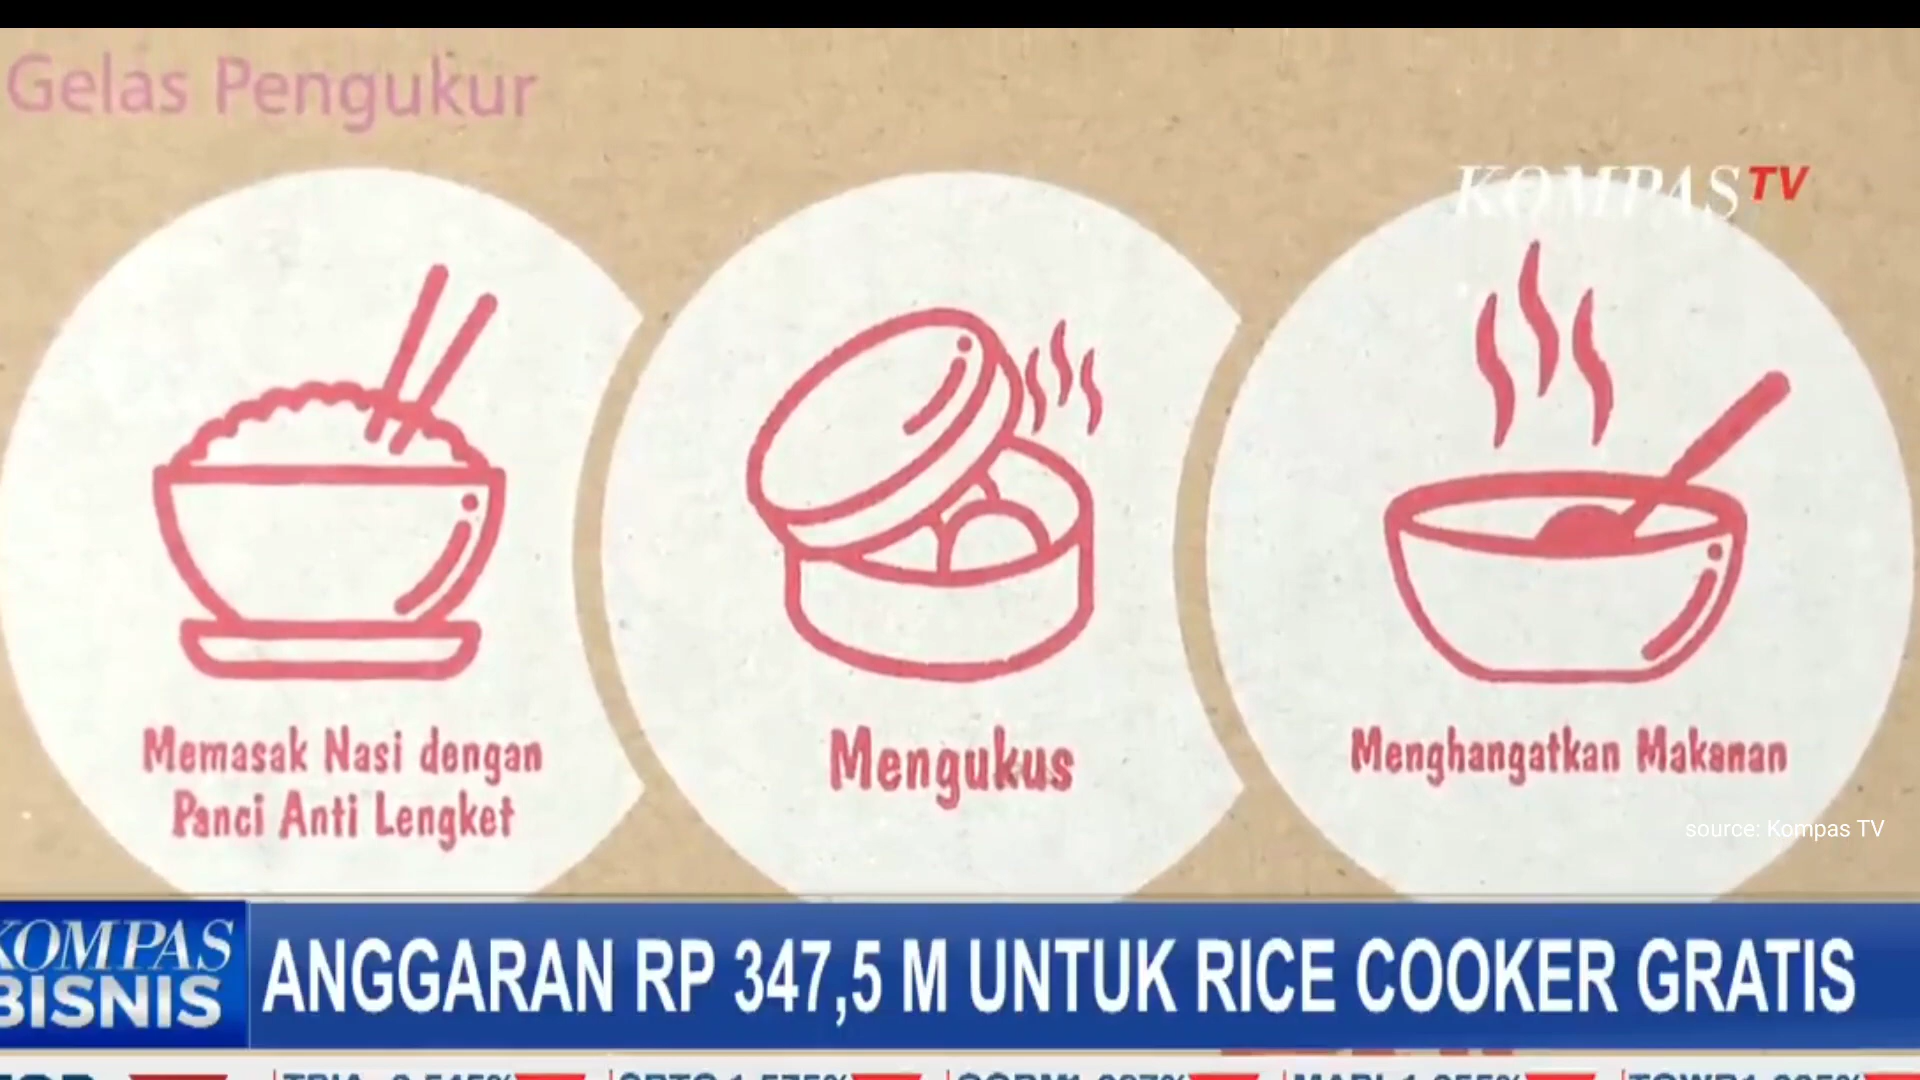 Gelas Pengukur
KOMPAS TV
Memasak Nasi dengan
Panci Anti Lengket
Mengukus
Menghangatkan Makanan
source: Kompas TV
KOMPAS
BISNIS
ANGGARAN RP 347,5 M UNTUK RICE COOKER GRATIS